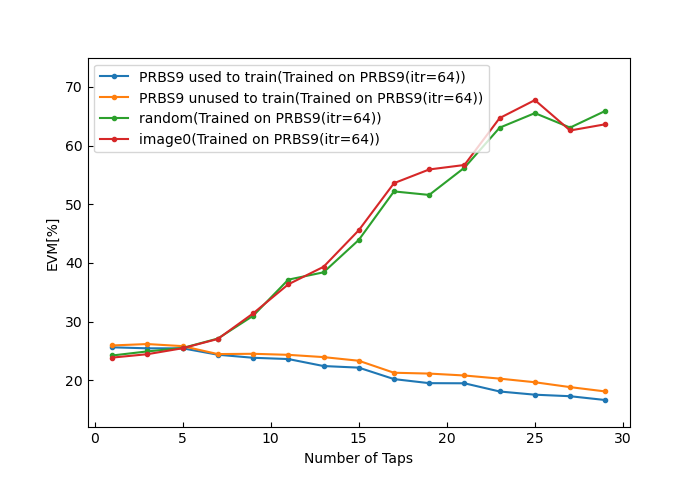 PRBS9 used to train(Trained on PRBS9(itr=64))
PRBS9 unused to train(Trained on PRBS9(itr=64))
random(Trained on PRBS9(itr=64))
image0(Trained on PRBS9(itr=64))
EVM[%]
70
60
50
40
30
20
0 5 10 15 20 25 30
Number of Taps